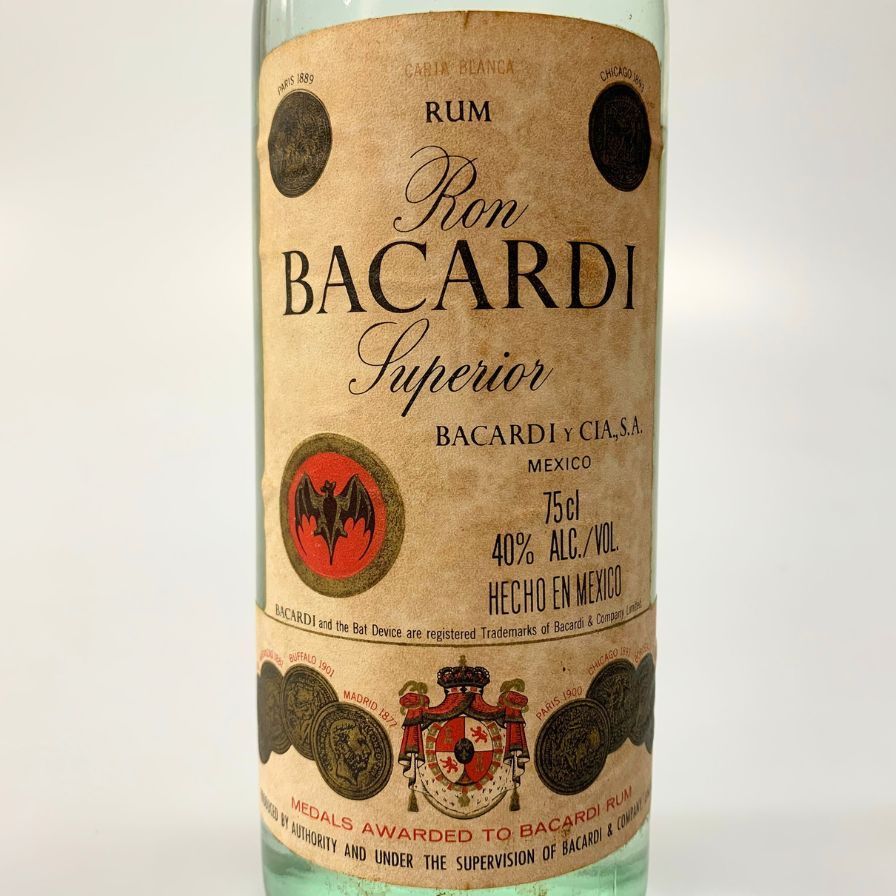 CARTA BLANCA
PARIS 1889
CHICAGO
RUM
Ron
BACARDI
Superior
BACARDI Y CIA., S.A.
MEXICO
75cl
40% ALC./VOL.
HECHO EN MEXICO
BACARDI and the Bat Device are registered Trademarks of Bacardi & Company Limited
BUFFALO 1901
MADRID 1877
PARIS 1900
CHICAGO
MEDALS AWARDED TO BACARDI RUM
BY AUTHORITY AND UNDER THE SUPERVISION OF BACARDI & COMPANY